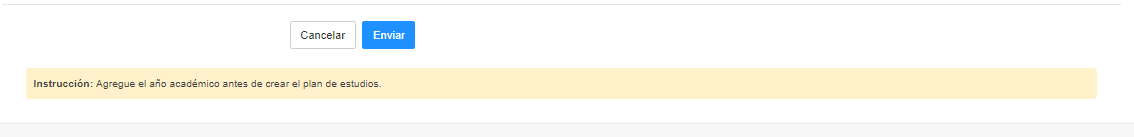 Cancelar Enviar
Instrucción: Agregue el año académico antes de crear el plan de estudios.